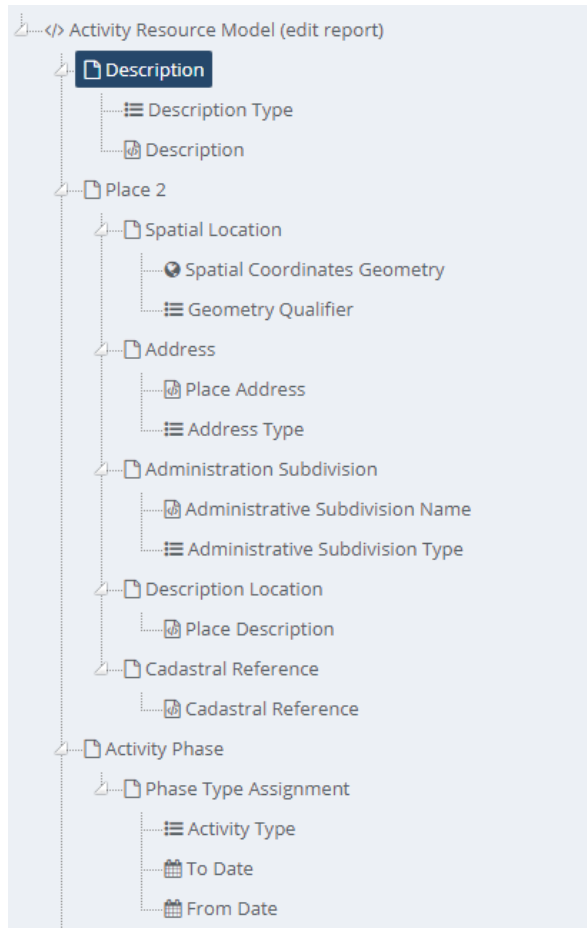 </> Activity Resource Model (edit report)
Description
Description Type
Description
Place 2
Spatial Location
Spatial Coordinates Geometry
Geometry Qualifier
Address
Place Address
Address Type
Administration Subdivision
Administrative Subdivision Name
Administrative Subdivision Type
Description Location
Place Description
Cadastral Reference
Cadastral Reference
Activity Phase
Phase Type Assignment
Activity Type
To Date
From Date